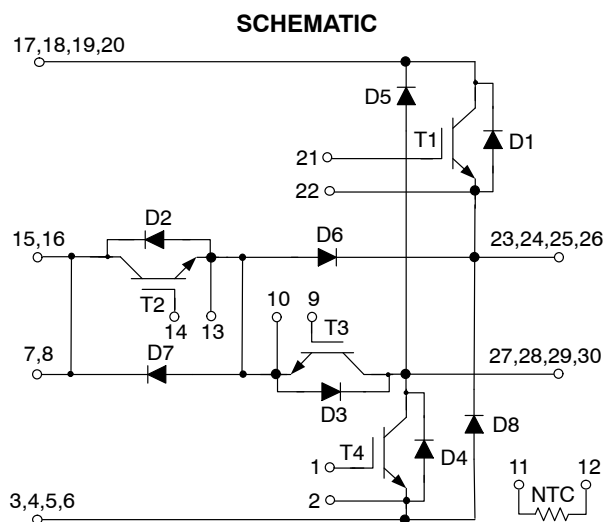 SCHEMATIC
17,18,19,20
D5
T1
D1
21
22
D2
D6
15,16
23,24,25,26
T2
14
13
10
9
T3
7,8
D7
27,28,29,30
D3
D8
T4
D4
1
2
11
12
NTC
3,4,5,6